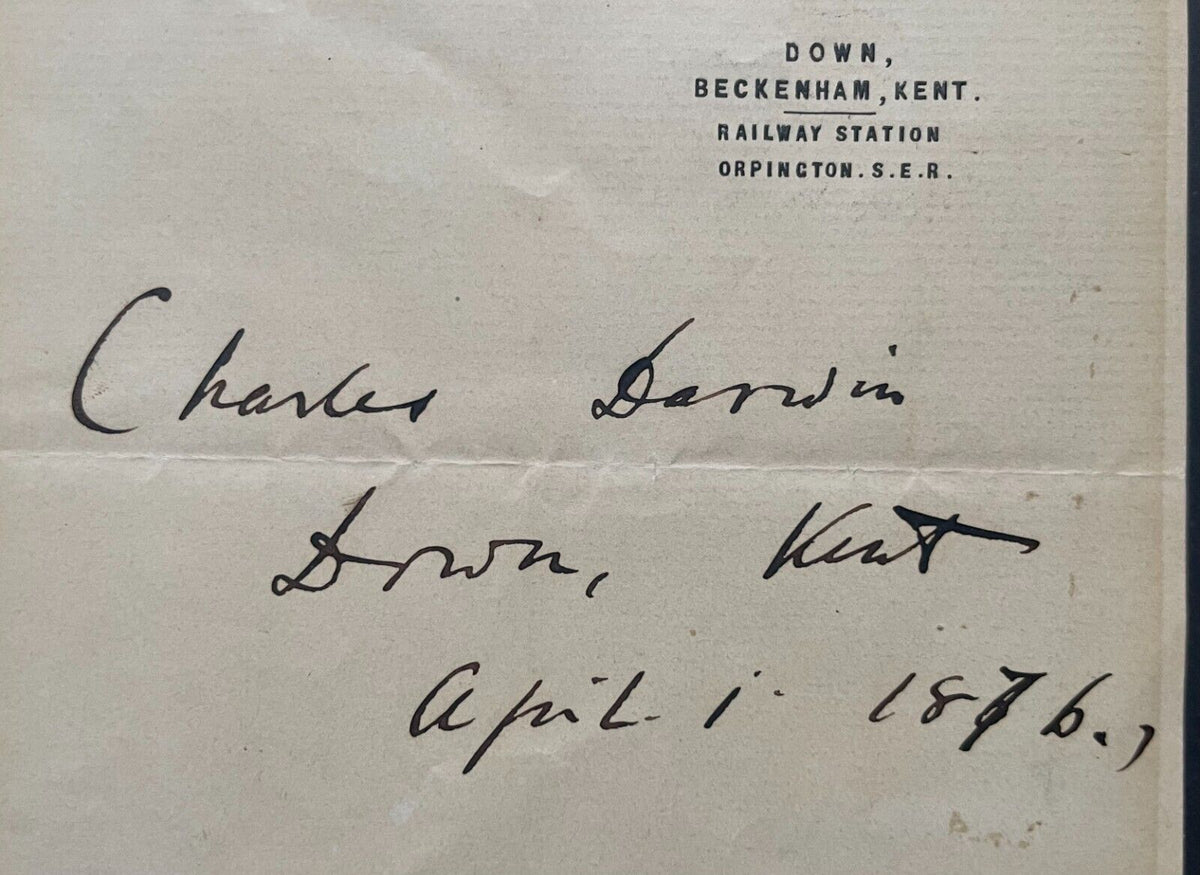 DOWN,
BECKENHAM, KENT.
RAILWAY STATION
ORPINGTON. S.E.R.
Charles Darwin
Down, Kent
April 1. 1876.,